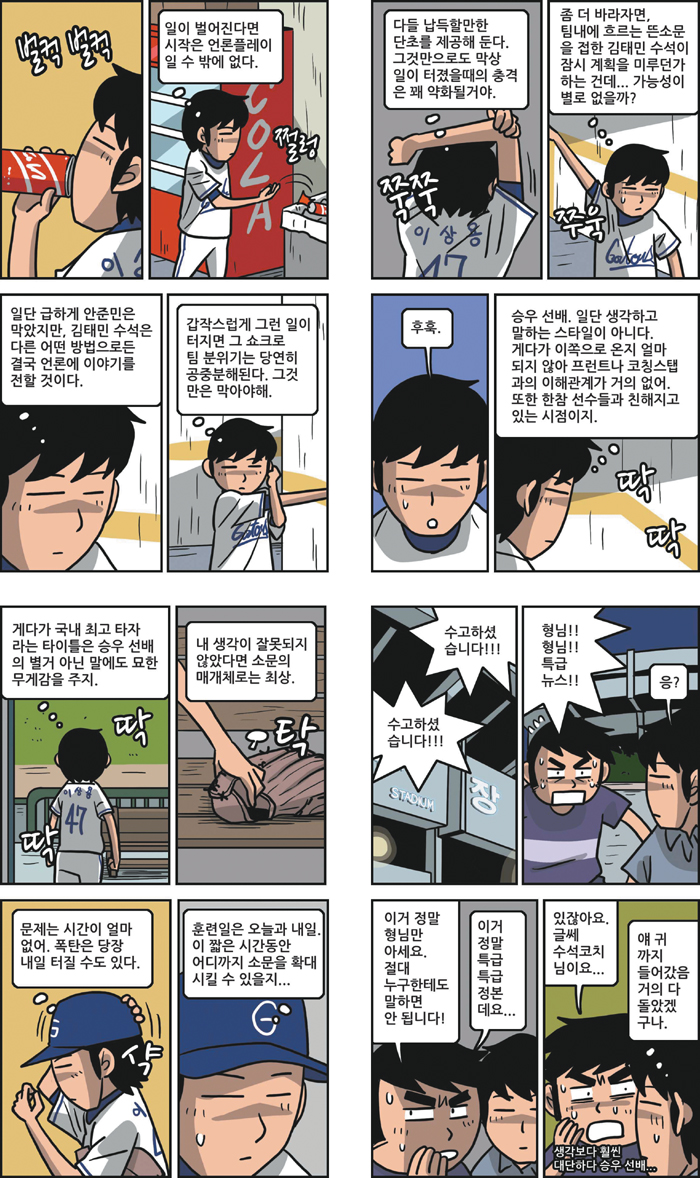 벌컥 벌컥
일이 벌어진다면
시작은 언론플레이
일 수 밖에 없다.
COLA
쩔렁
일단 급하게 안준민은
막았지만, 김태민 수석은
다른 어떤 방법으로든
결국 언론에 이야기를
전할 것이다.
갑작스럽게 그런 일이
터지면 그 쇼크로
팀 분위기는 당연히
공중분해된다. 그것
만은 막아야해.
다들 납득할만한
단초를 제공해 둔다.
그것만으로도 막상
일이 터졌을때의 충격
은 꽤 약화될거야.
쭉쭉
이상용
47
좀 더 바라자면,
팀내에 흐르는 뜬소문
을 접한 김태민 수석이
잠시 계획을 미루던가
하는 건데... 가능성이
별로 없을까?
쭈욱
후훅.
승우 선배. 일단 생각하고
말하는 스타일이 아니다.
게다가 이쪽으로 온지 얼마
되지 않아 프런트나 코칭스탭
과의 이해관계가 거의 없어.
또한 한참 선수들과 친해지고
있는 시점이지.
딱
딱
게다가 국내 최고 타자
라는 타이틀은 승우 선배
의 별거 아닌 말에도 묘한
무게감을 주지.
딱
이상용
47
딱
내 생각이 잘못되지
않았다면 소문의
매개체로는 최상.
탁
문제는 시간이 얼마
없어. 폭탄은 당장
내일 터질 수도 있다.
G
샥
훈련일은 오늘과 내일.
이 짧은 시간동안
어디까지 소문을 확대
시킬 수 있을지...
G
수고하셨
습니다!!!
수고하셨
습니다!!!
STADIUM
장
형님!!
형님!!
특급
뉴스!!
응?
이거 정말
형님만
아세요.
절대
누구한테도
말하면
안 됩니다!
이거
정말
특급
특급
정본
데요...
있잖아요.
글쎄
수석코치
님이요...
얘 귀
까지
들어갔음
거의 다
돌았겠
구나.
생각보다 훨씬
대단하다 승우 선배...